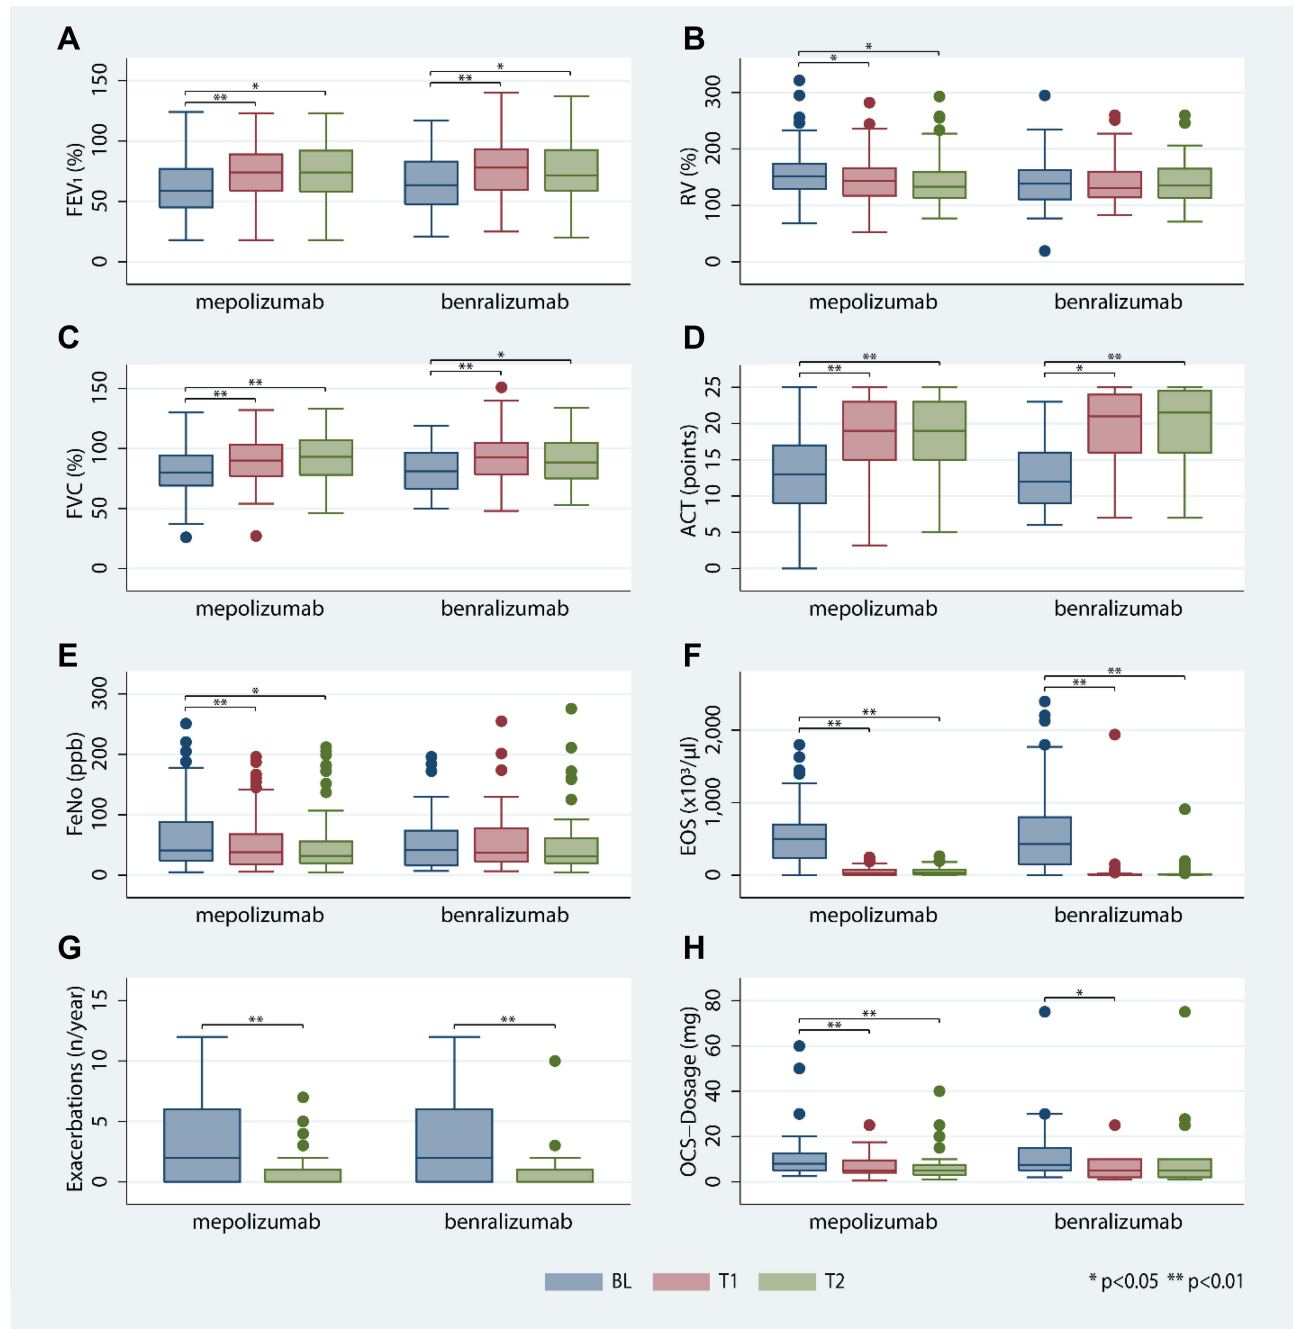 A
FEV₁ (%)
150
100
50
0
**
*
**
*
mepolizumab
benralizumab
B
RV (%)
300
200
100
0
*
*
mepolizumab
benralizumab
C
FVC (%)
150
100
50
0
**
**
**
*
mepolizumab
benralizumab
D
ACT (points)
25
20
15
10
5
0
**
**
*
**
mepolizumab
benralizumab
E
FeNo (ppb)
300
200
100
0
**
*
mepolizumab
benralizumab
F
EOS (x10³/µl)
2,000
1,000
0
**
**
**
**
mepolizumab
benralizumab
G
Exacerbations (n/year)
15
10
5
0
**
**
mepolizumab
benralizumab
H
OCS–Dosage (mg)
80
60
40
20
0
**
**
*
mepolizumab
benralizumab
BL T1 T2
* p<0.05 ** p<0.01